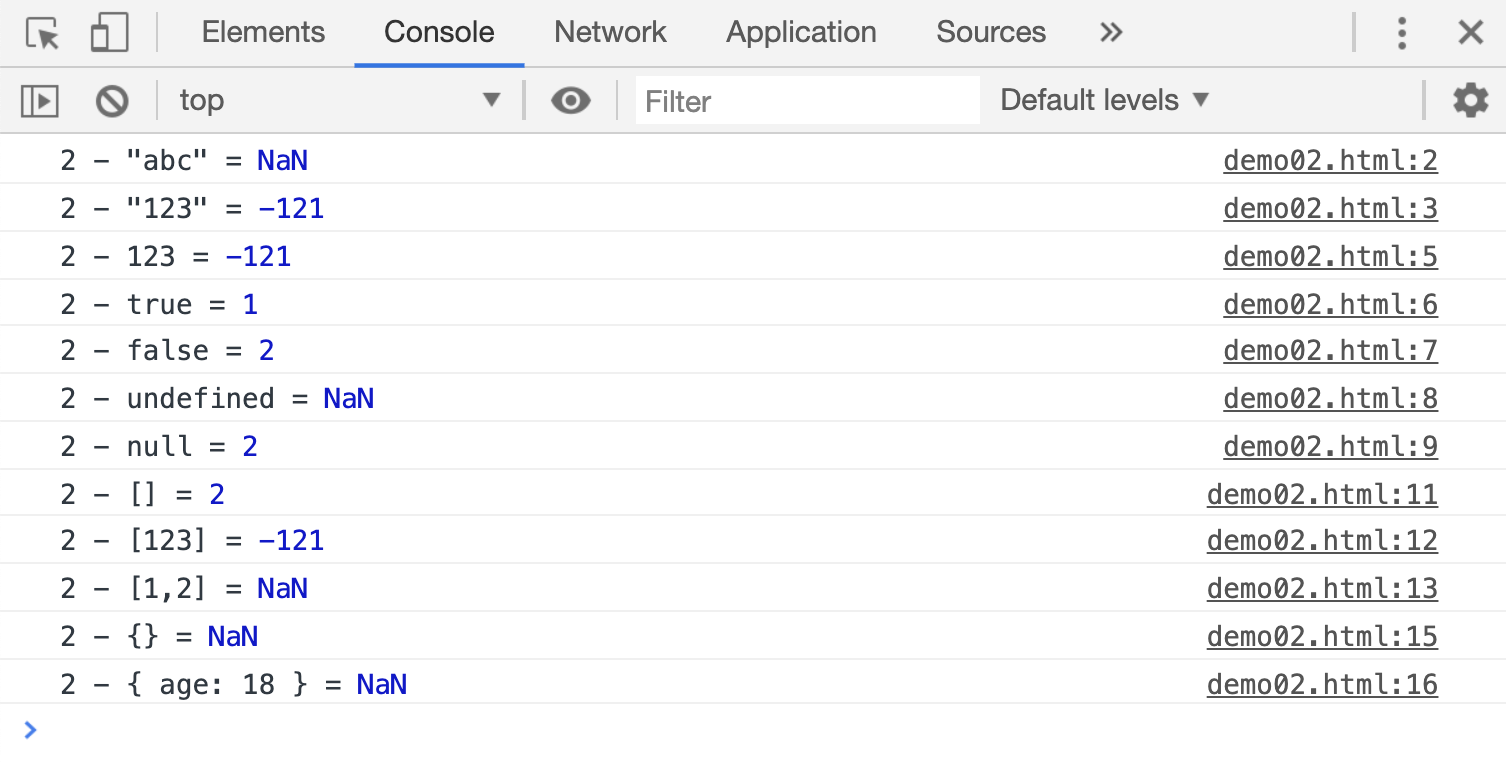 Elements Console Network Application Sources »
top ▼ Filter Default levels ▼
2 - "abc" = NaN demo02.html:2
2 - "123" = -121 demo02.html:3
2 - 123 = -121 demo02.html:5
2 - true = 1 demo02.html:6
2 - false = 2 demo02.html:7
2 - undefined = NaN demo02.html:8
2 - null = 2 demo02.html:9
2 - [] = 2 demo02.html:11
2 - [123] = -121 demo02.html:12
2 - [1,2] = NaN demo02.html:13
2 - {} = NaN demo02.html:15
2 - { age: 18 } = NaN demo02.html:16